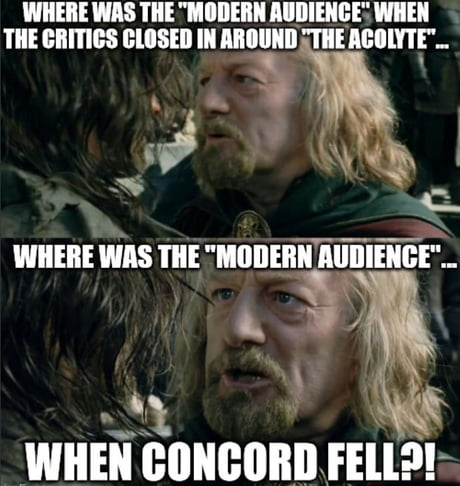 WHERE WAS THE "MODERN AUDIENCE" WHEN
THE CRITICS CLOSED IN AROUND "THE ACOLYTE"...
WHERE WAS THE "MODERN AUDIENCE"...
WHEN CONCORD FELL?!